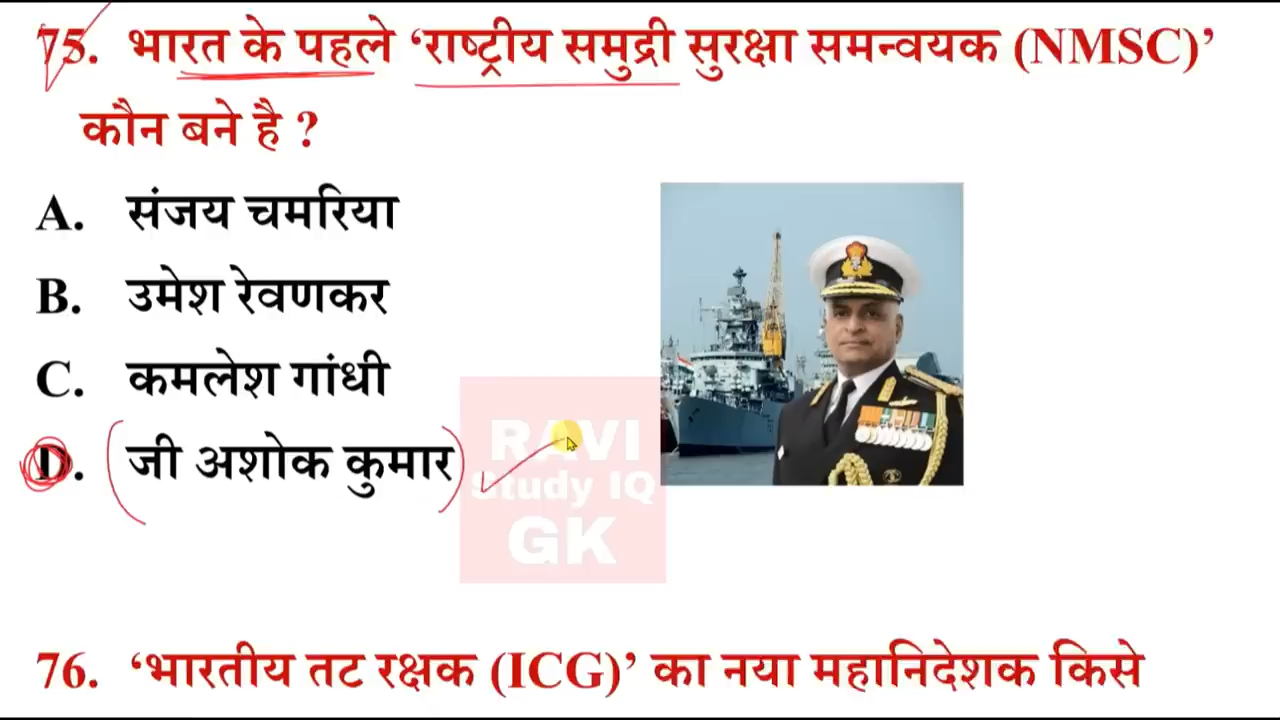 75. भारत के पहले ‘राष्ट्रीय समुद्री सुरक्षा समन्वयक (NMSC)’
कौन बने है ?
A. संजय चमरिया
B. उमेश रेवणकर
C. कमलेश गांधी
D. जी अशोक कुमार
RAVI
Study IQ
GK
76. ‘भारतीय तट रक्षक (ICG)’ का नया महानिदेशक किसे